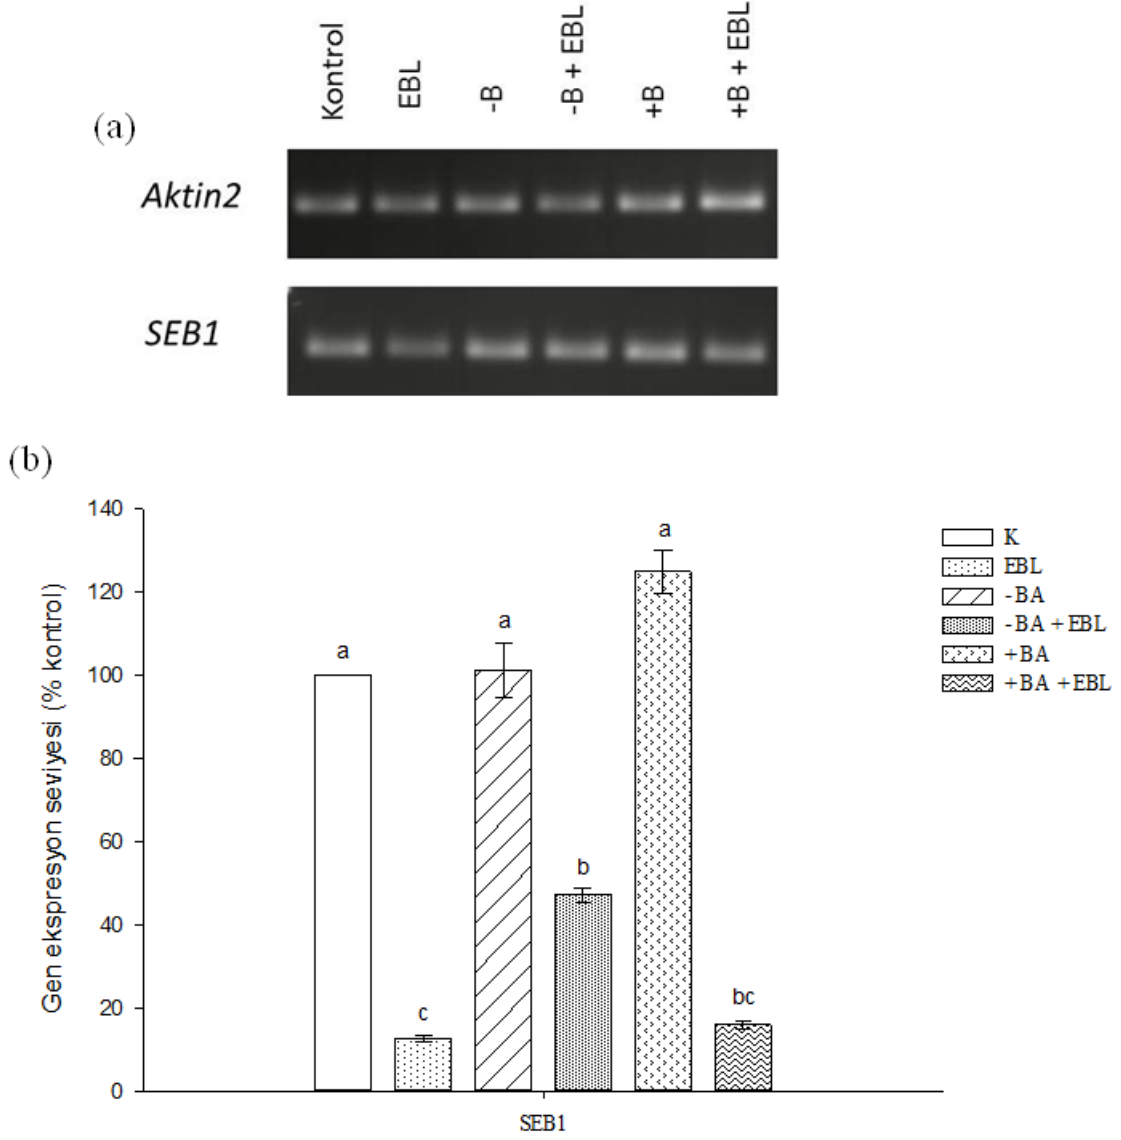 Kontrol
EBL
-B
-B + EBL
+B
+B + EBL
(a)
Aktin2
SEB1
(b)
Gen ekspresyon seviyesi (% kontrol)
140
120
100
80
60
40
20
0
a
c
a
b
a
bc
SEB1
K
EBL
-BA
-BA + EBL
+BA
+BA + EBL